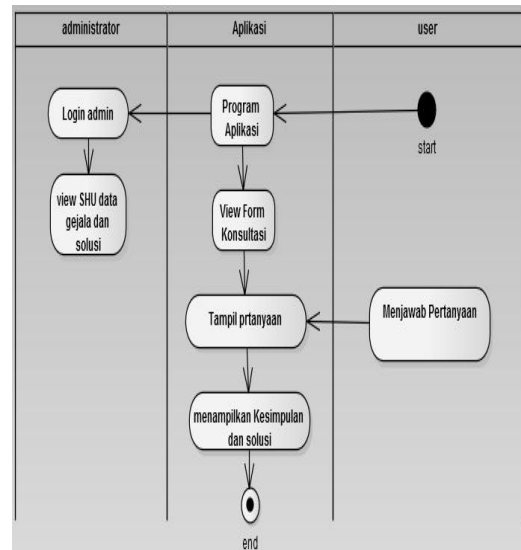 administrator
Aplikasi
user
Login admin
Program
Aplikasi
start
view SHU data
gejala dan
solusi
View Form
Konsultasi
Tampil prtanyaan
Menjawab Pertanyaan
menampilkan Kesimpulan
dan solusi
end